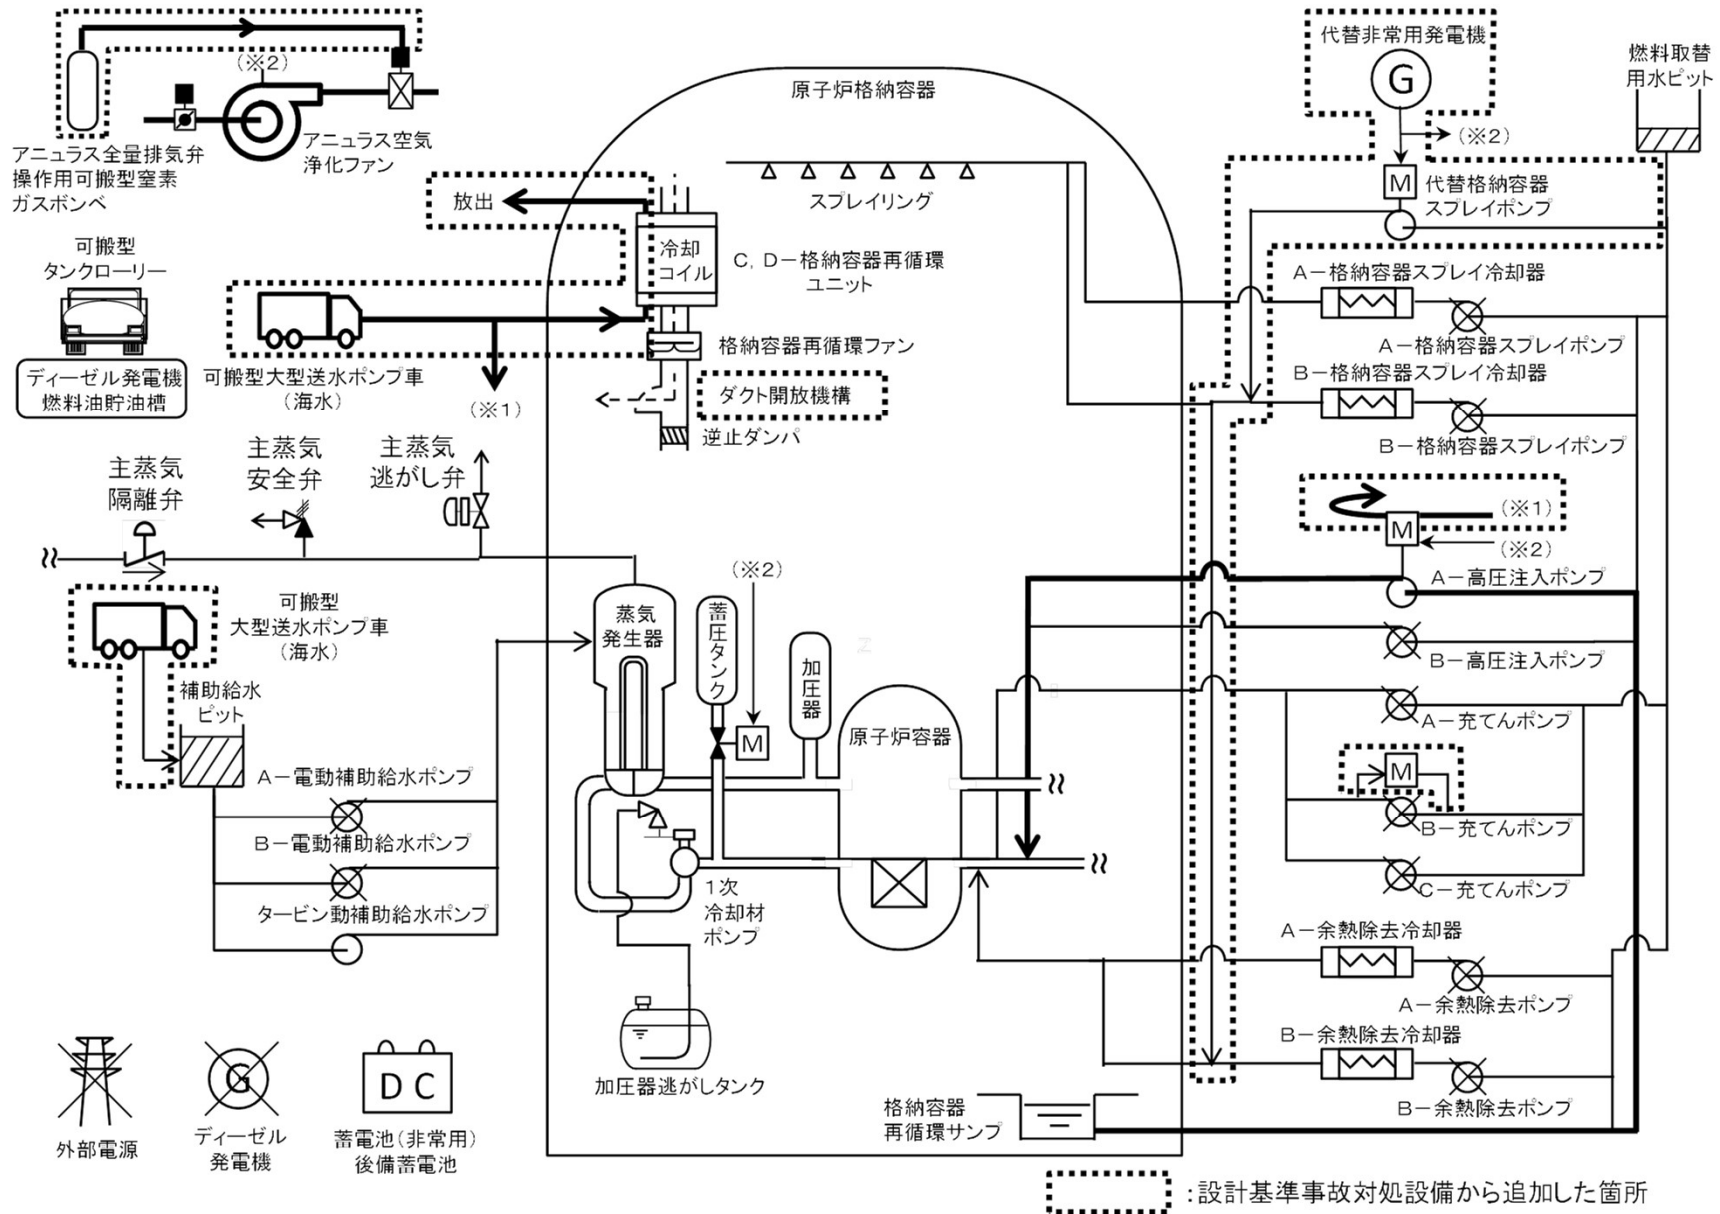 (※2)
アニュラス全量排気弁
操作用可搬型窒素
ガスボンベ
アニュラス空気
浄化ファン
可搬型
タンクローリー
ディーゼル発電機
燃料油貯油槽
原子炉格納容器
放出
スプレイリング
冷却
コイル
C, D－格納容器再循環
ユニット
可搬型大型送水ポンプ車
(海水)
(※1)
格納容器再循環ファン
ダクト開放機構
逆止ダンパ
代替非常用発電機
G
(※2)
M
代替格納容器
スプレイポンプ
燃料取替
用水ピット
A－格納容器スプレイ冷却器
A－格納容器スプレイポンプ
B－格納容器スプレイ冷却器
B－格納容器スプレイポンプ
主蒸気
隔離弁
主蒸気
安全弁
主蒸気
逃がし弁
可搬型
大型送水ポンプ車
(海水)
補助給水
ピット
A－電動補助給水ポンプ
B－電動補助給水ポンプ
タービン動補助給水ポンプ
蒸気
発生器
(※2)
蓄圧タンク
M
加圧器
原子炉容器
1次
冷却材
ポンプ
加圧器逃がしタンク
(※1)
M
(※2)
A－高圧注入ポンプ
B－高圧注入ポンプ
A－充てんポンプ
M
B－充てんポンプ
C－充てんポンプ
A－余熱除去冷却器
A－余熱除去ポンプ
B－余熱除去冷却器
B－余熱除去ポンプ
格納容器
再循環サンプ
外部電源
G
ディーゼル
発電機
DC
蓄電池(非常用)
後備蓄電池
：設計基準事故対処設備から追加した箇所